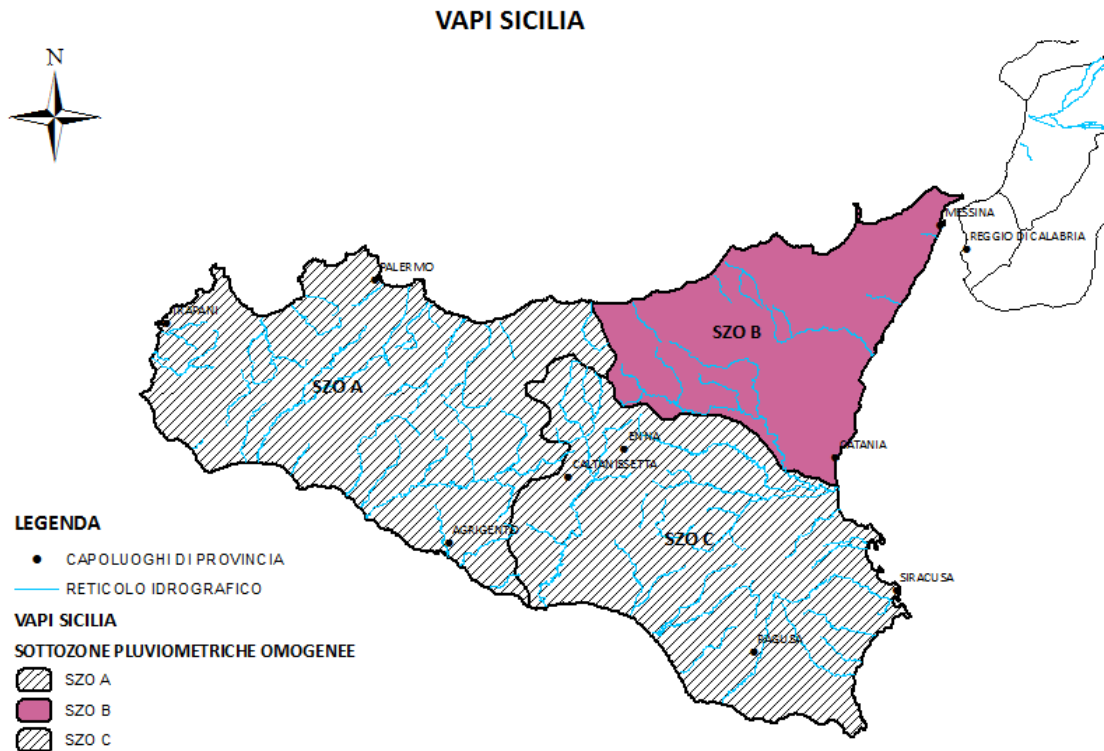 VAPI SICILIA
N
MESSINA
REGGIO DI CALABRIA
PALERMO
TRAPANI
SZO B
SZO A
ENNA
CATANIA
CALTANISSETTA
AGRIGENTO
SZO C
SIRACUSA
RAGUSA
LEGENDA
CAPOLUOGHI DI PROVINCIA
RETICOLO IDROGRAFICO
VAPI SICILIA
SOTTOZONE PLUVIOMETRICHE OMOGENEE
SZO A
SZO B
SZO C